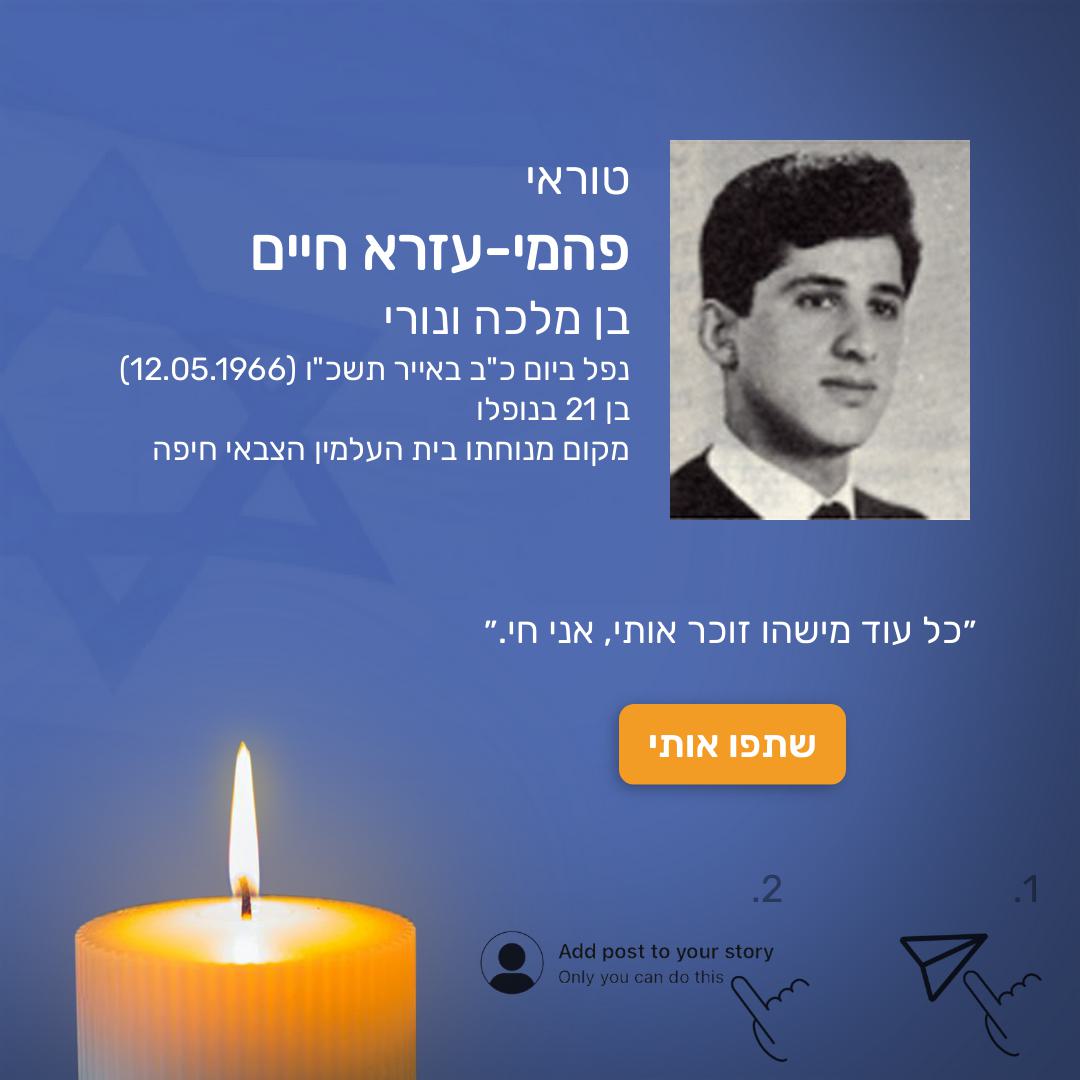 טוראי
פהמי-עזרא חיים
בן מלכה ונורי
נפל ביום כ"ב באייר תשכ"ו (12.05.1966)
בן 21 בנופלו
מקום מנוחתו בית העלמין הצבאי חיפה
״כל עוד מישהו זוכר אותי, אני חי.״
שתפו אותי
.1
.2
Add post to your story
Only you can do this